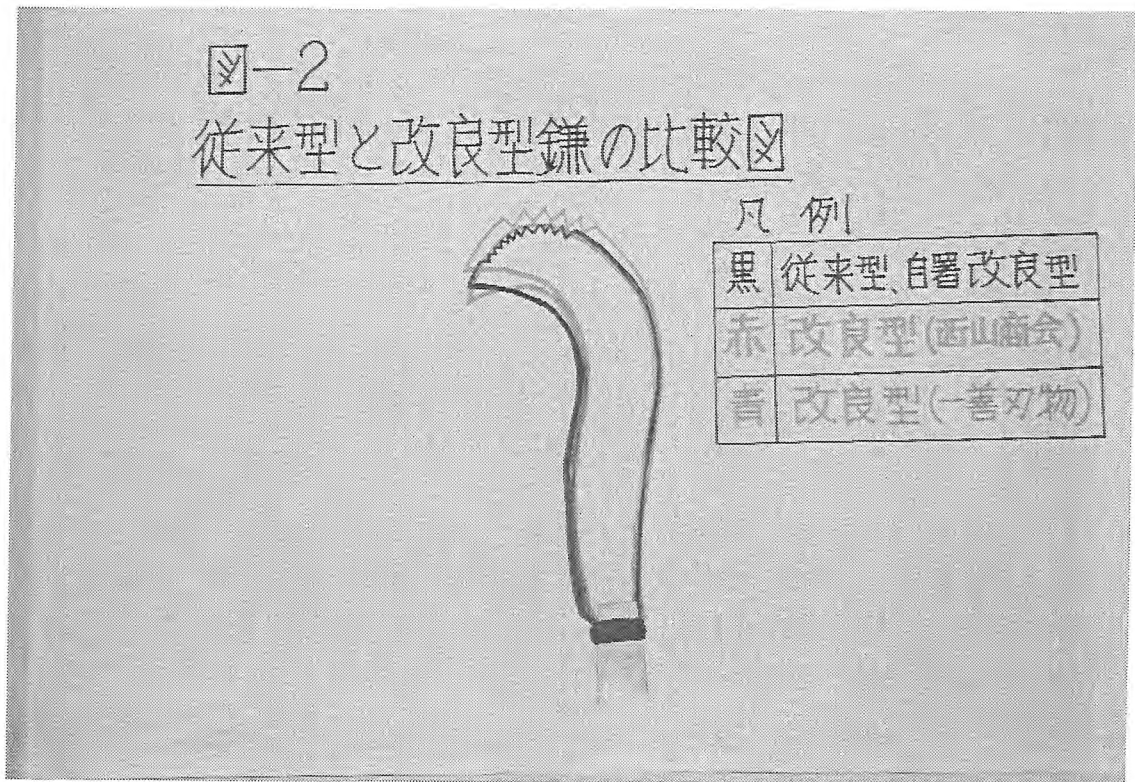 図-2
従来型と改良型鎌の比較図
凡例
黒 従来型、自署改良型
赤 改良型(西山商会)
青 改良型(一善刃物)